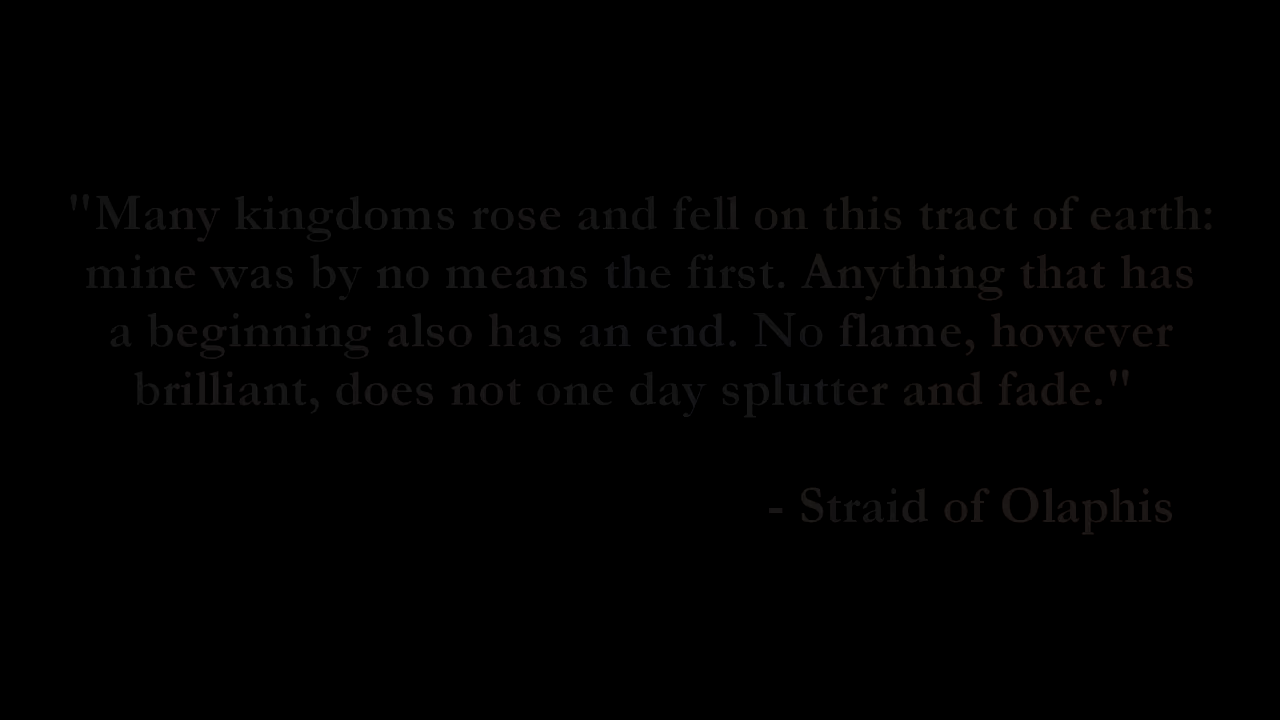 "Many kingdoms rose and fell on this tract of earth:
mine was by no means the first. Anything that has
a beginning also has an end. No flame, however
brilliant, does not one day splutter and fade."
- Straid of Olaphis